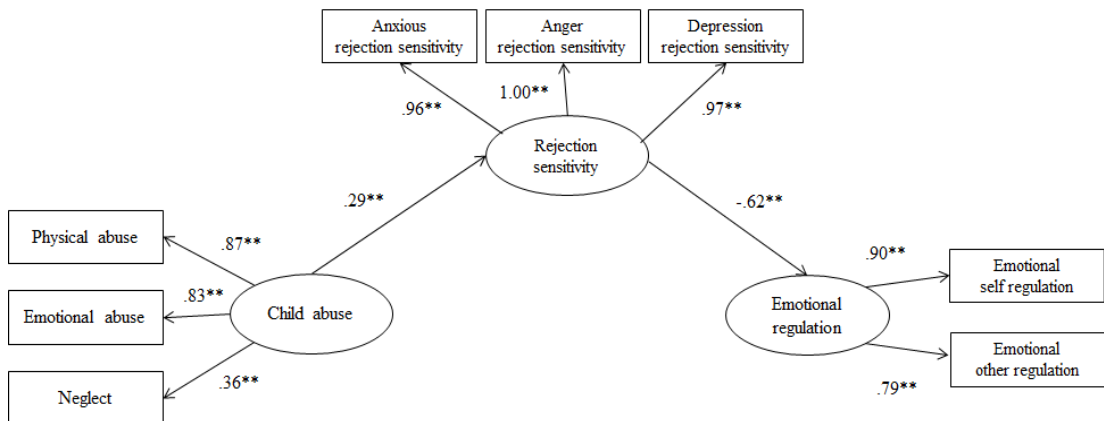 Anxious
rejection sensitivity
Anger
rejection sensitivity
Depression
rejection sensitivity
.96**
1.00**
.97**
Rejection
sensitivity
.29**
-.62**
Physical abuse
.87**
Emotional abuse
.83**
Child abuse
Neglect
.36**
Emotional
regulation
.90**
Emotional
self regulation
Emotional
other regulation
.79**